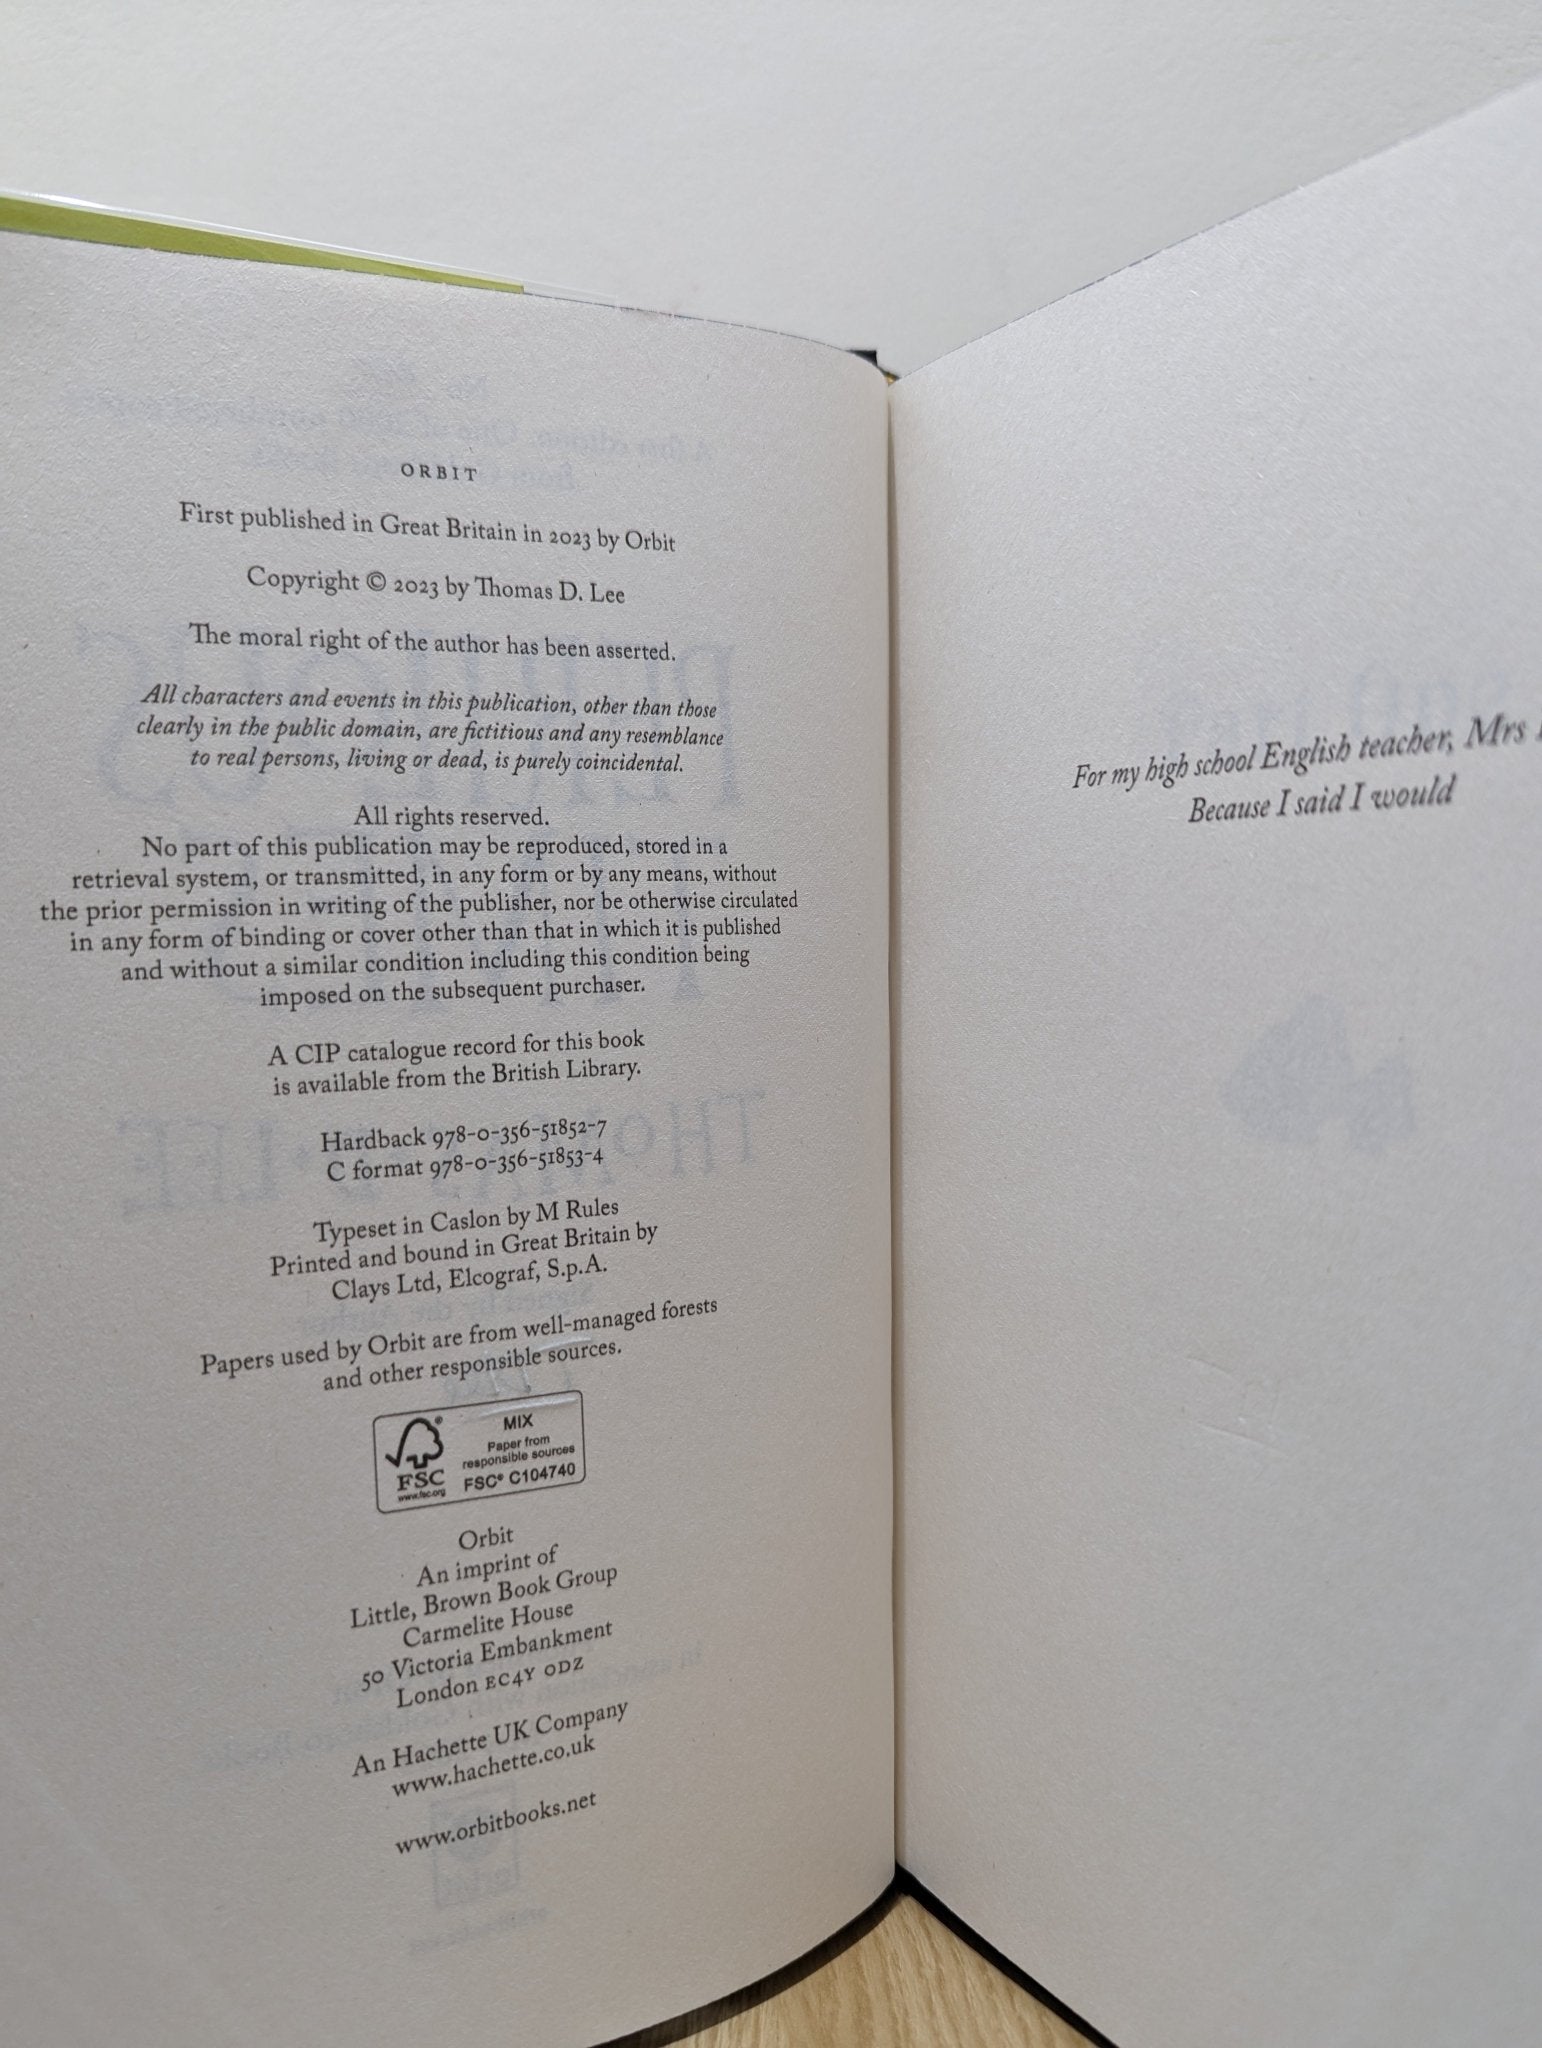 ORBIT
First published in Great Britain in 2023 by Orbit
Copyright © 2023 by Thomas D. Lee
The moral right of the author has been asserted.
All characters and events in this publication, other than those
clearly in the public domain, are fictitious and any resemblance
to real persons, living or dead, is purely coincidental.
All rights reserved.
No part of this publication may be reproduced, stored in a
retrieval system, or transmitted, in any form or by any means, without
the prior permission in writing of the publisher, nor be otherwise circulated
in any form of binding or cover other than that in which it is published
and without a similar condition including this condition being
imposed on the subsequent purchaser.
A CIP catalogue record for this book
is available from the British Library.
Hardback 978-0-356-51852-7
C format 978-0-356-51853-4
Typeset in Caslon by M Rules
Printed and bound in Great Britain by
Clays Ltd, Elcograf, S.p.A.
Papers used by Orbit are from well-managed forests
and other responsible sources.
FSC
www.fsc.org
MIX
Paper from
responsible sources
FSC® C104740
Orbit
An imprint of
Little, Brown Book Group
Carmelite House
50 Victoria Embankment
London EC4Y 0DZ
An Hachette UK Company
www.hachette.co.uk
www.orbitbooks.net
For my high school English teacher, Mrs
Because I said I would